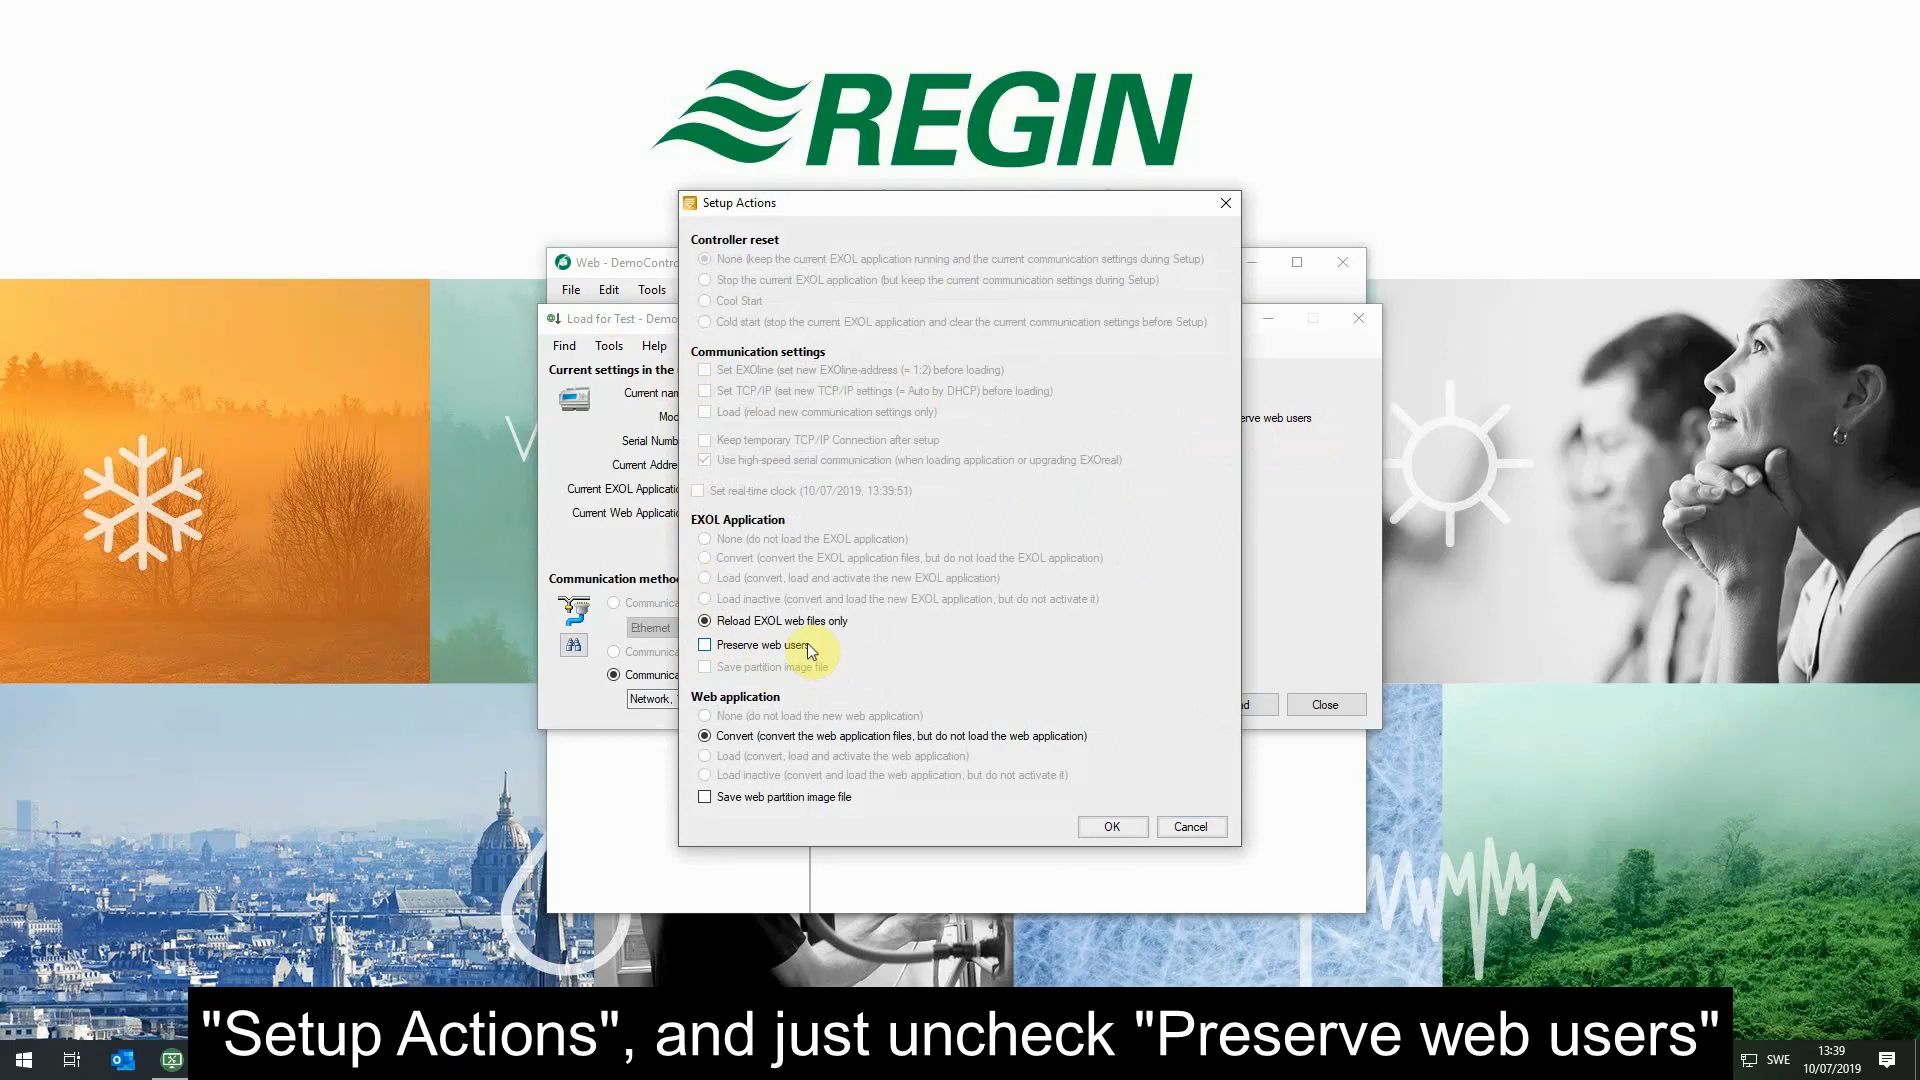 REGIN
Setup Actions
Controller reset
None (keep the current EXOL application running and the current communication settings during Setup)
Stop the current EXOL application (but keep the current communication settings during Setup)
Cool Start
Cold start (stop the current EXOL application and clear the current communication settings before Setup)
Communication settings
Set EXOline (set new EXOline-address (= 1:2) before loading)
Set TCP/IP (set new TCP/IP settings (= Auto by DHCP) before loading)
Load (reload new communication settings only)
Keep temporary TCP/IP Connection after setup
Use high-speed serial communication (when loading application or upgrading EXOreal)
Set real-time clock (10/07/2019, 13:39:51)
EXOL Application
None (do not load the EXOL application)
Convert (convert the EXOL application files, but do not load the EXOL application)
Load (convert, load and activate the new EXOL application)
Load inactive (convert and load the new EXOL application, but do not activate it)
Reload EXOL web files only
Preserve web users
Save partition image file
Web application
None (do not load the new web application)
Convert (convert the web application files, but do not load the web application)
Load (convert, load and activate the web application)
Load inactive (convert and load the web application, but do not activate it)
Save web partition image file
OK Cancel
Web - DemoContr
File Edit Tools
Load for Test - Demo
Find Tools Help
Current settings in the
Current nam
Mod
Serial Numb
Current Addre
Current EXOL Applicatio
Current Web Applicatio
Communication metho
Communica
Ethernet
Communica
Communica
Network,
erve web users
d Close
"Setup Actions", and just uncheck "Preserve web users"
SWE
13:39
10/07/2019